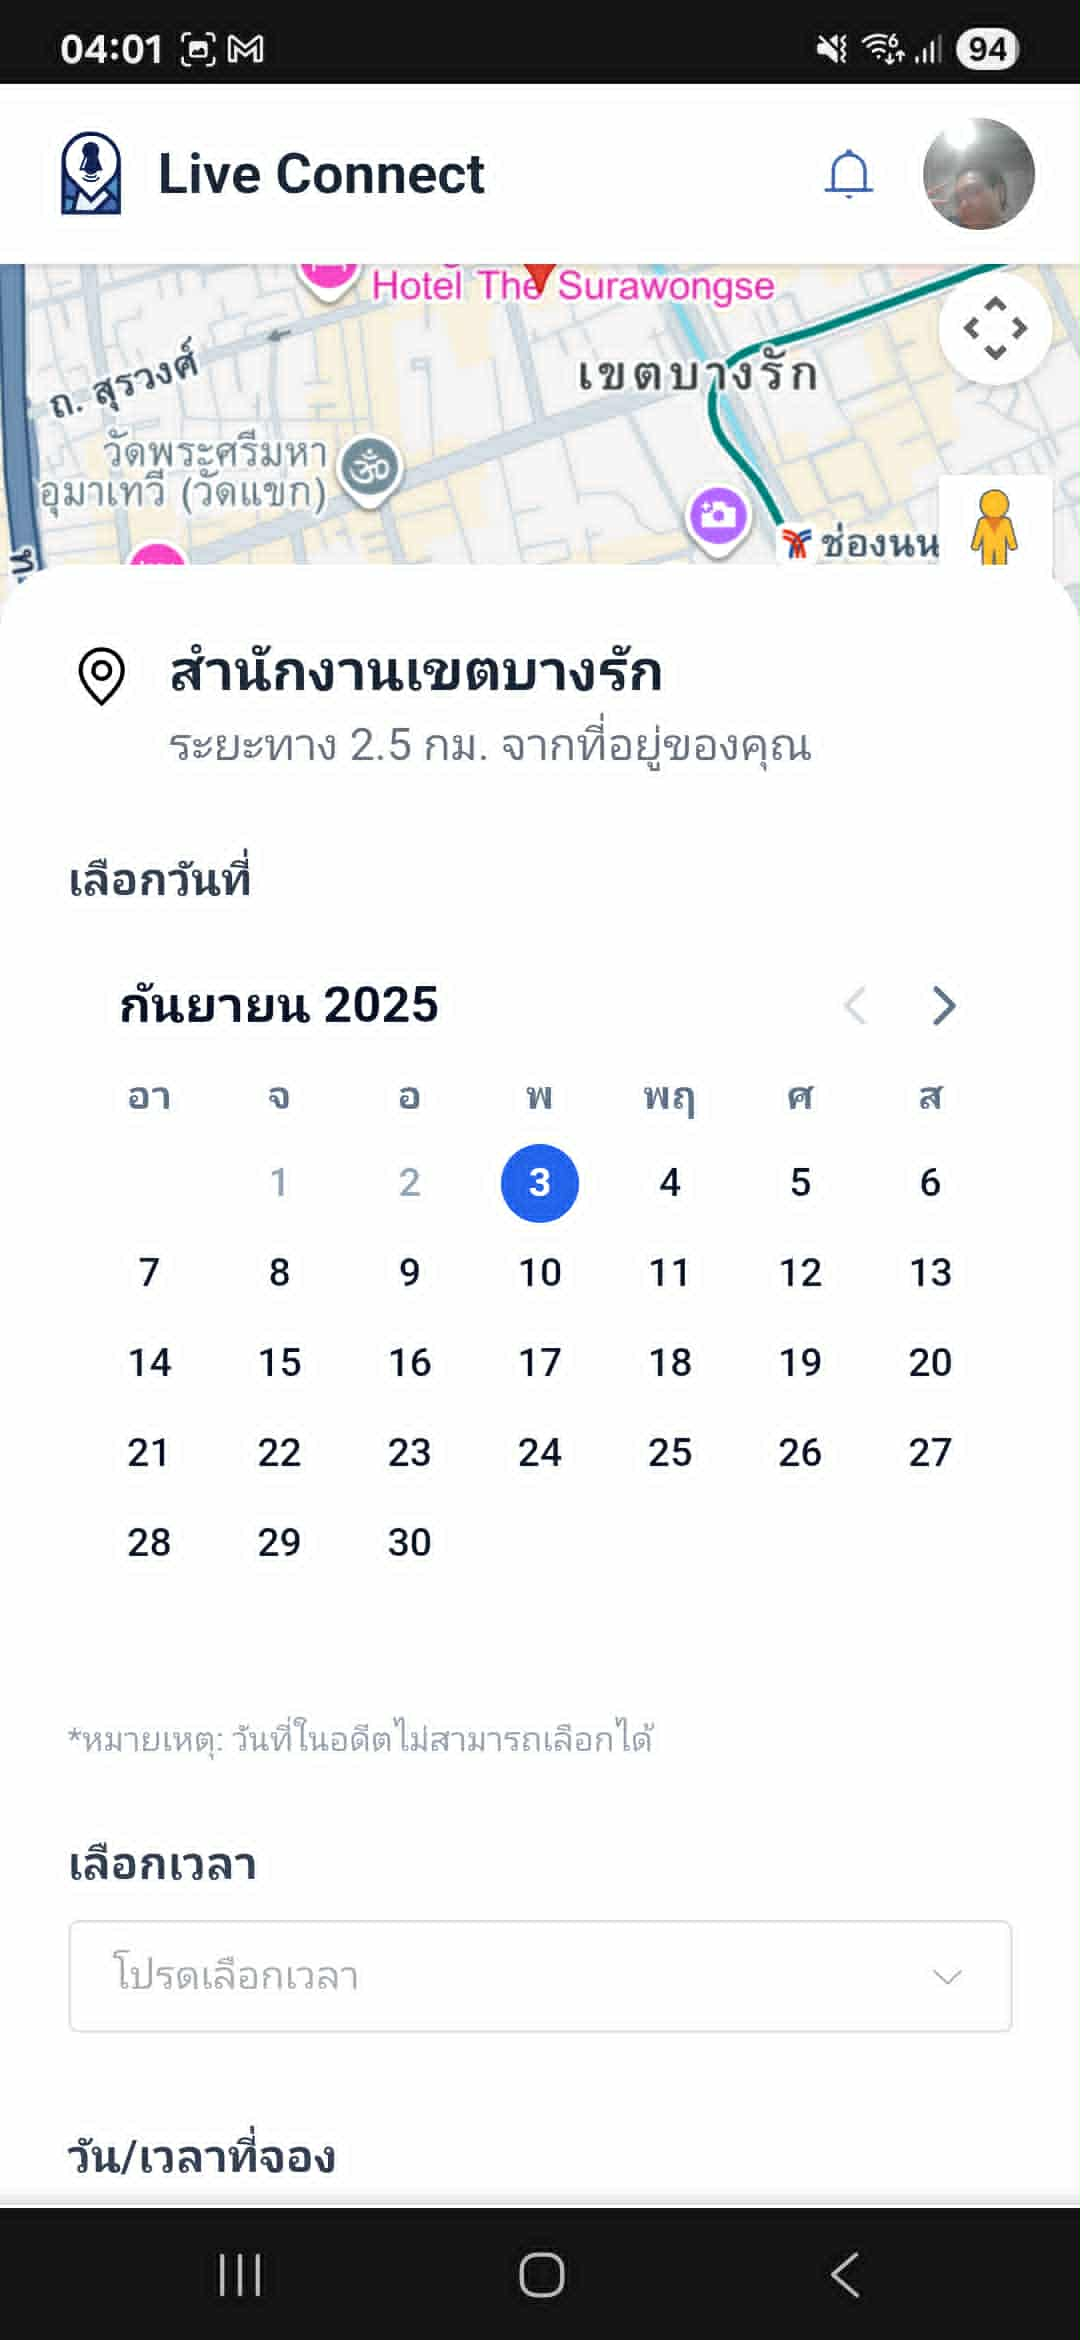 04:01
94
Live Connect
Hotel The Surawongse
ถ. สุรวงศ์
เขตบางรัก
วัดพระศรีมหา
อุมาเทวี (วัดแขก)
ช่องนน
สำนักงานเขตบางรัก
ระยะทาง 2.5 กม. จากที่อยู่ของคุณ
เลือกวันที่
กันยายน 2025
อา จ อ พ พฤ ศ ส
1 2 3 4 5 6
7 8 9 10 11 12 13
14 15 16 17 18 19 20
21 22 23 24 25 26 27
28 29 30
*หมายเหตุ: วันที่ในอดีตไม่สามารถเลือกได้
เลือกเวลา
โปรดเลือกเวลา
วัน/เวลาที่จอง